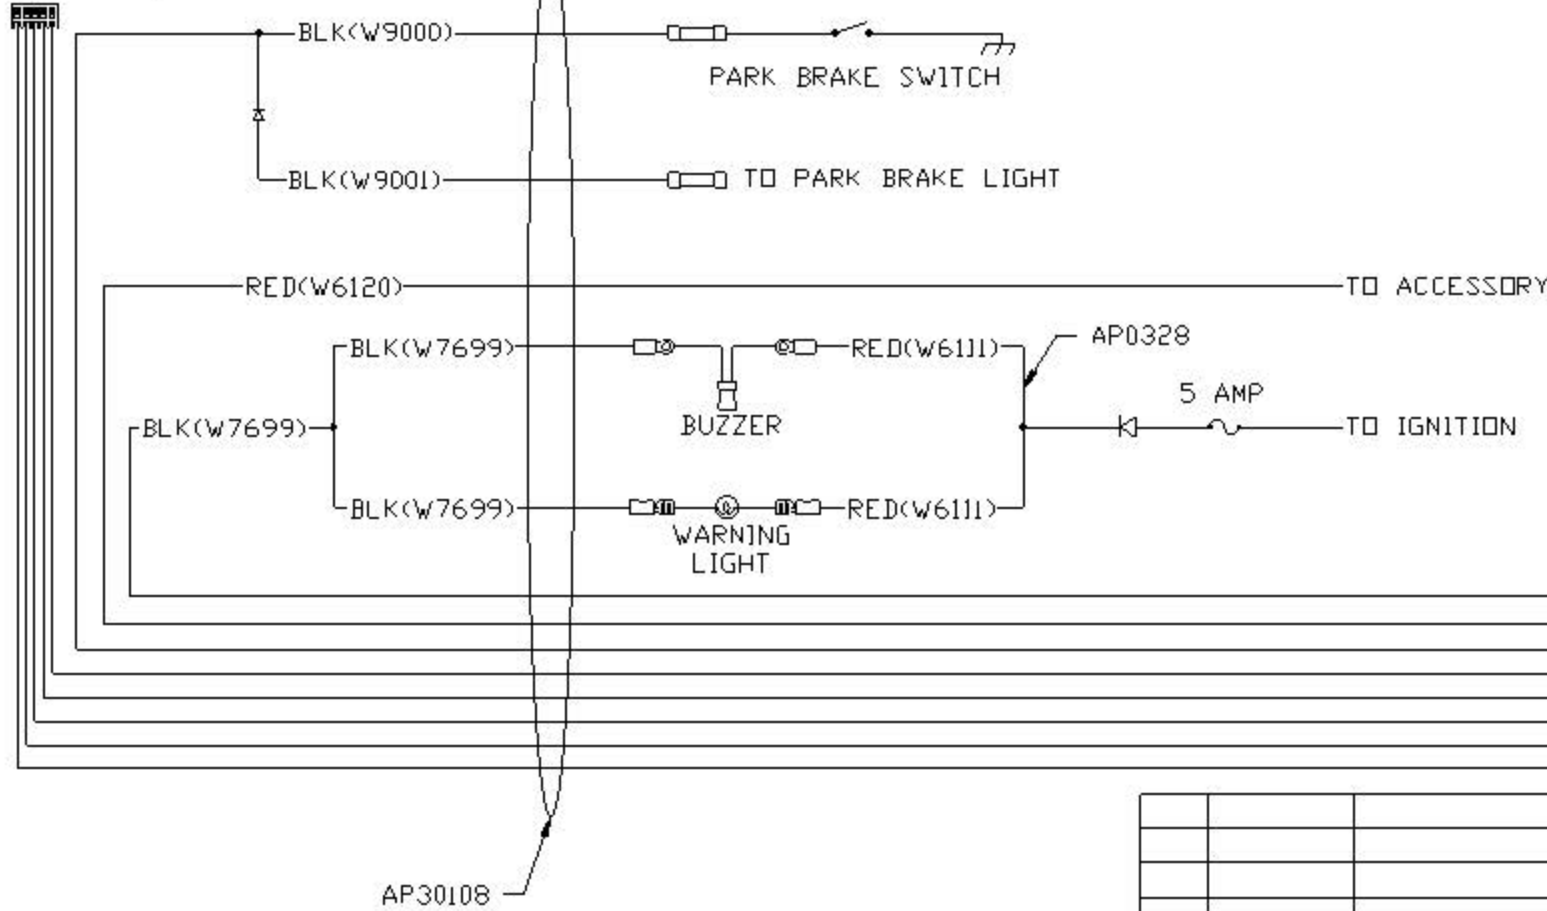 BLK(W9000)
PARK BRAKE SWITCH
BLK(W9001)
TO PARK BRAKE LIGHT
RED(W6120)
TO ACCESSORY
BLK(W7699)
RED(W6111)
AP0328
5 AMP
BUZZER
BLK(W7699)
TO IGNITION
BLK(W7699)
RED(W6111)
WARNING
LIGHT
AP30108